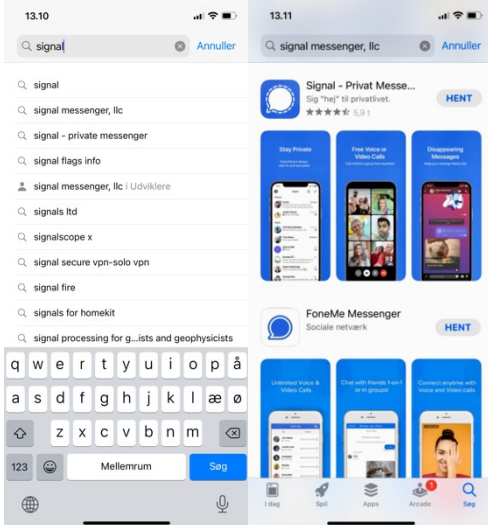 13.10
signal
Annuller
signal
signal messenger, llc
signal - private messenger
signal flags info
signal messenger, llc i Udviklere
signals ltd
signalscope x
signal secure vpn-solo vpn
signal fire
signals for homekit
signal processing for g...ists and geophysicists
q w e r t y u i o p å
a s d f g h j k l æ ø
z x c v b n m
123
Mellemrum
Søg
13.11
signal messenger, llc
Annuller
Signal - Privat Messe...
Sig "hej" til privatlivet.
5,9 t
HENT
Stay Private
Free Voice or
Video Calls
Disappearing
Messages
FoneMe Messenger
Sociale netværk
HENT
Unlimited Voice &
Video Calls
Chat with friends 1-on-1
or in groups!
Connect anytime with
Voice and Video calls
1
I dag
Spil
Apps
Arcade
Søg